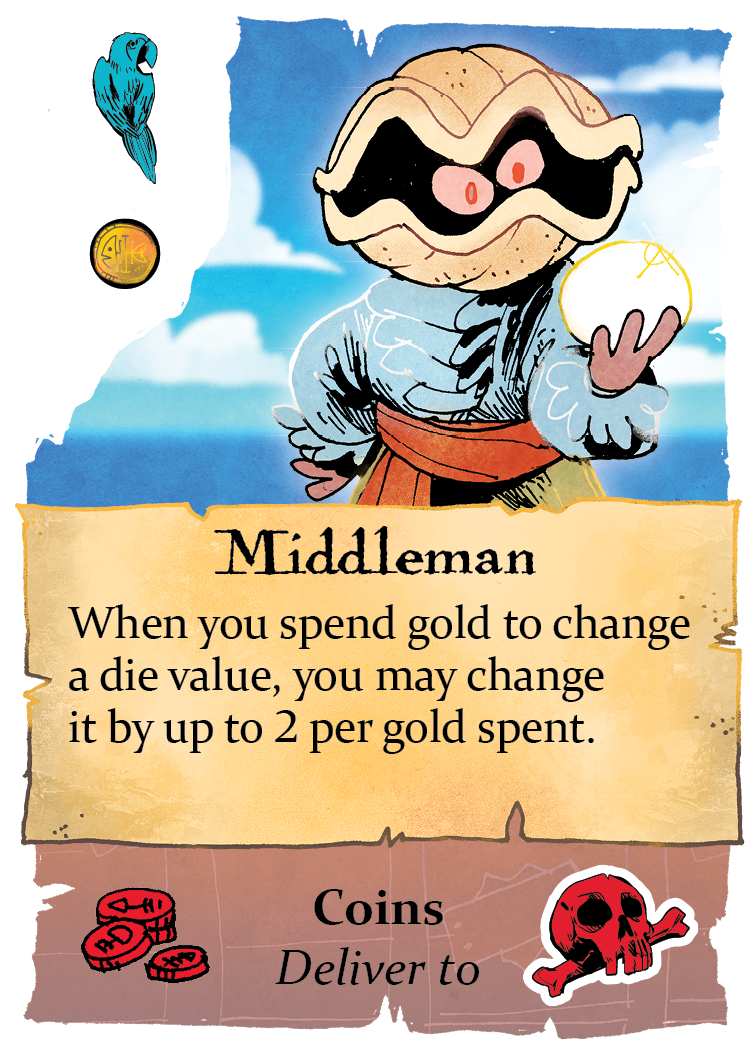 Middleman
When you spend gold to change
a die value, you may change
it by up to 2 per gold spent.
Coins
Deliver to